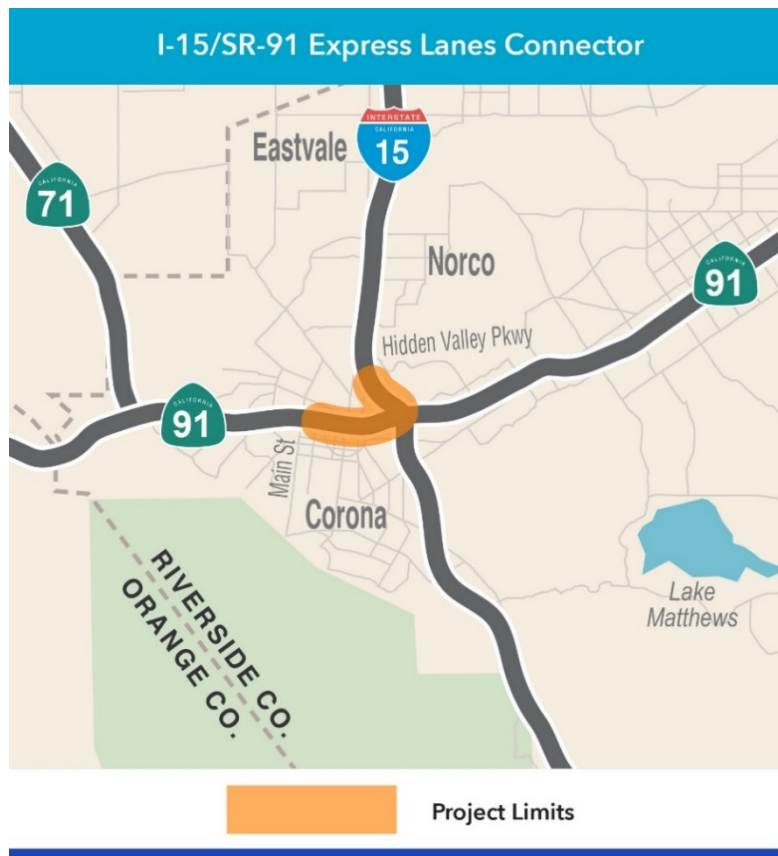 I-15/SR-91 Express Lanes Connector
INTERSTATE
CALIFORNIA
15
Eastvale
CALIFORNIA
71
Norco
CALIFORNIA
91
Hidden Valley Pkwy
CALIFORNIA
91
Main St
Corona
Lake
Matthews
RIVERSIDE CO.
ORANGE CO.
Project Limits